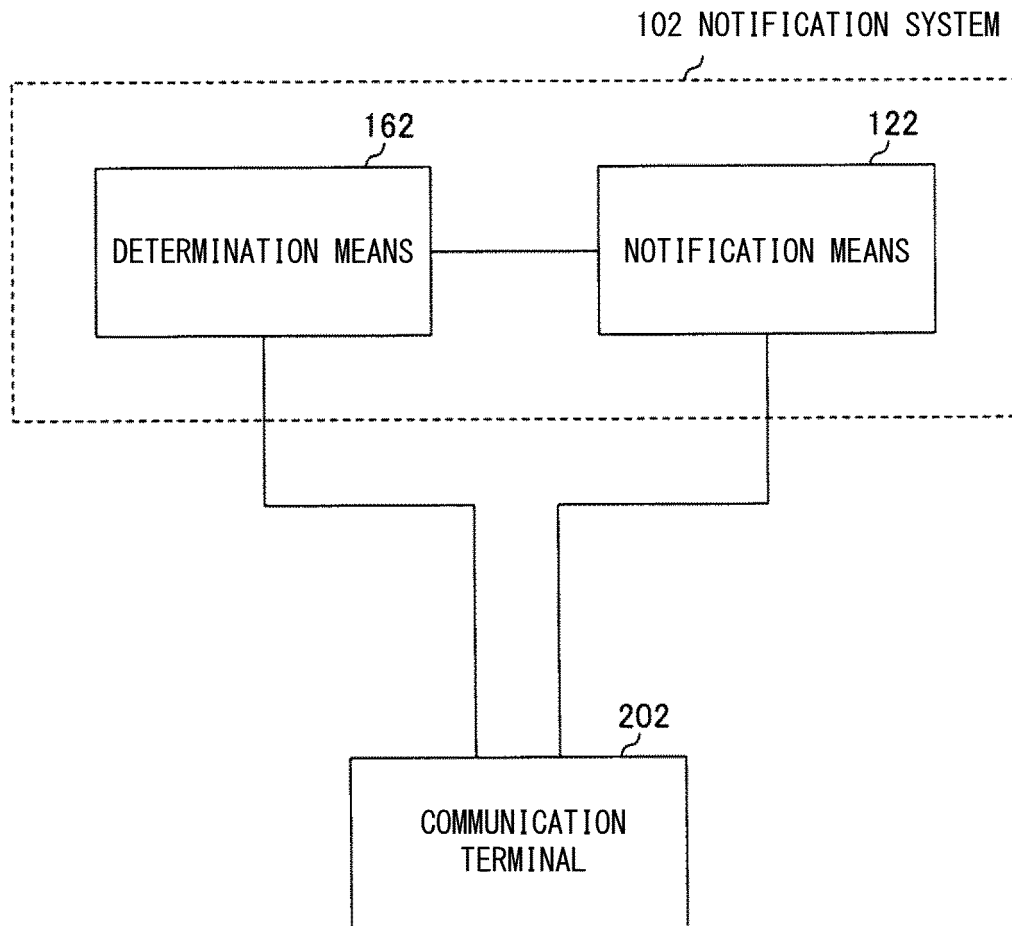 102 NOTIFICATION SYSTEM
162
122
DETERMINATION MEANS
NOTIFICATION MEANS
202
COMMUNICATION
TERMINAL